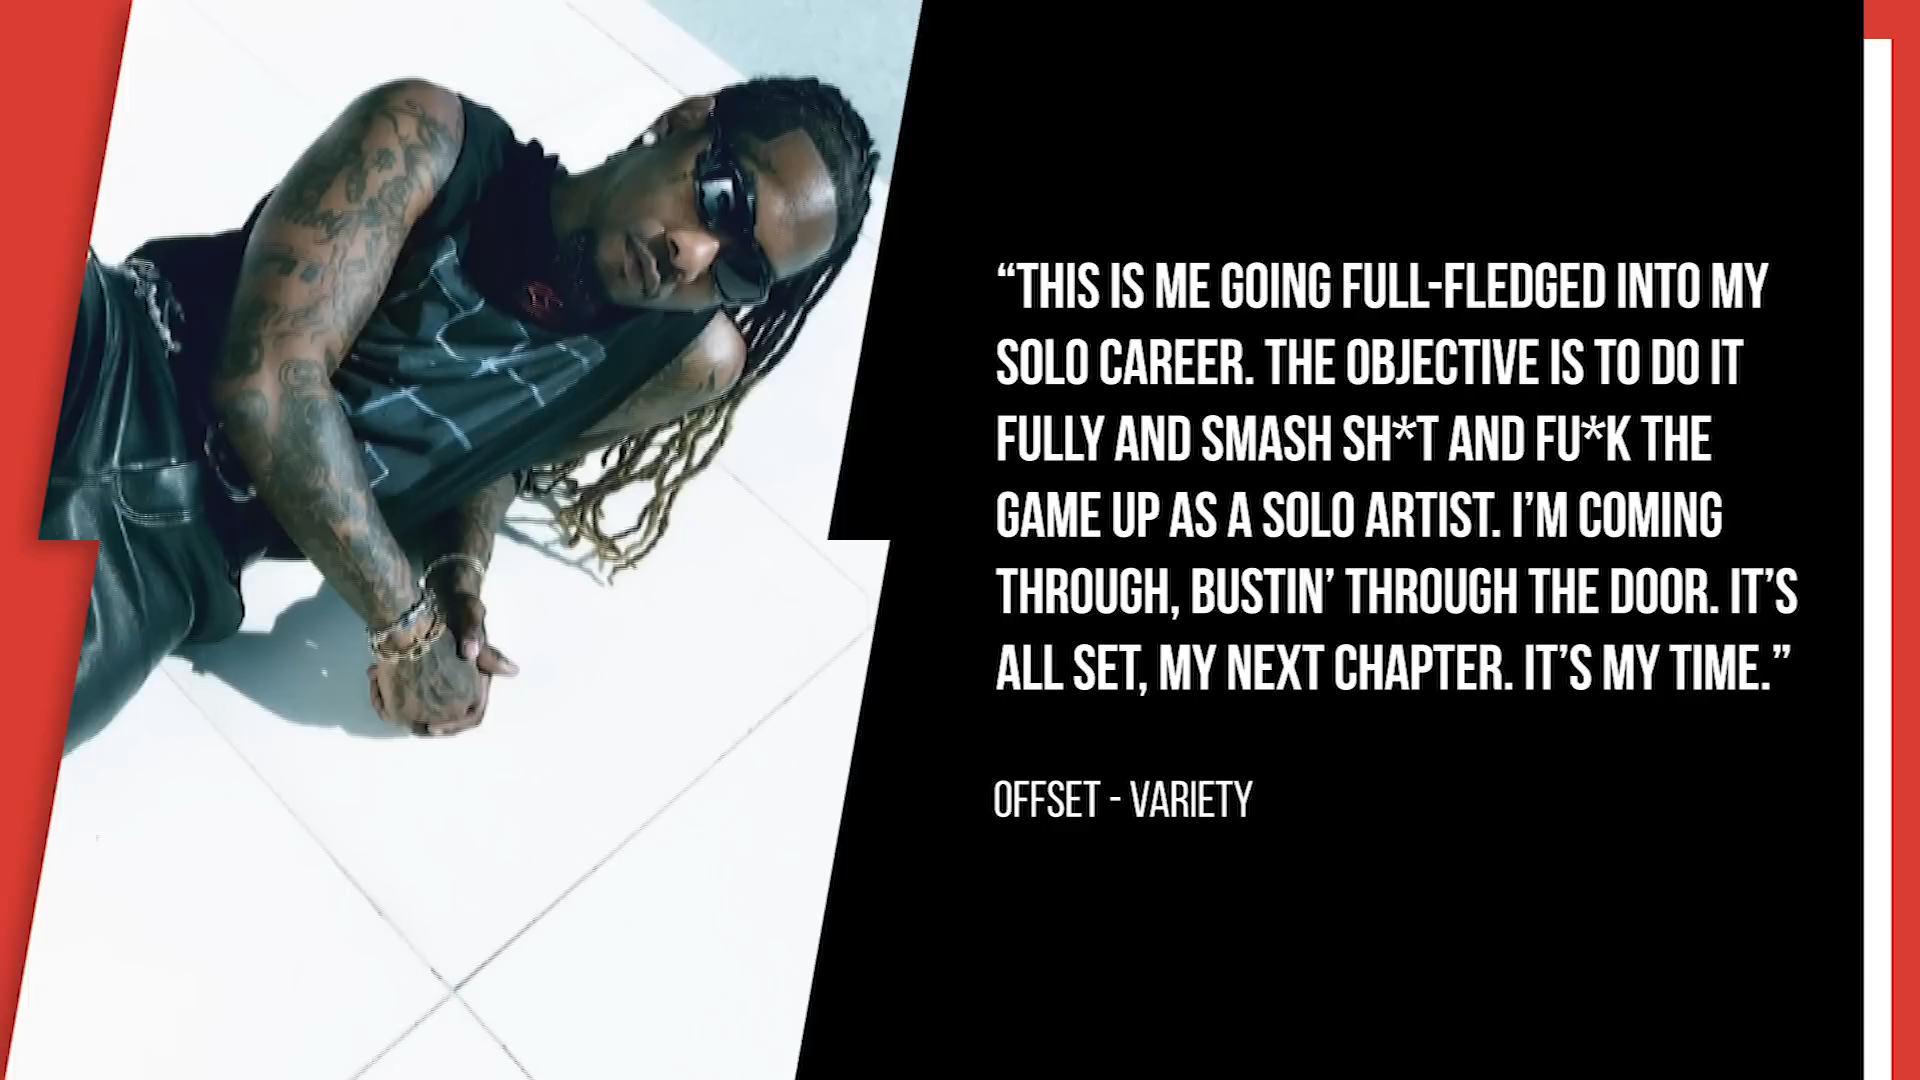 “THIS IS ME GOING FULL-FLEDGED INTO MY
SOLO CAREER. THE OBJECTIVE IS TO DO IT
FULLY AND SMASH SH*T AND FU*K THE
GAME UP AS A SOLO ARTIST. I’M COMING
THROUGH, BUSTIN’ THROUGH THE DOOR. IT’S
ALL SET, MY NEXT CHAPTER. IT’S MY TIME.”
OFFSET - VARIETY